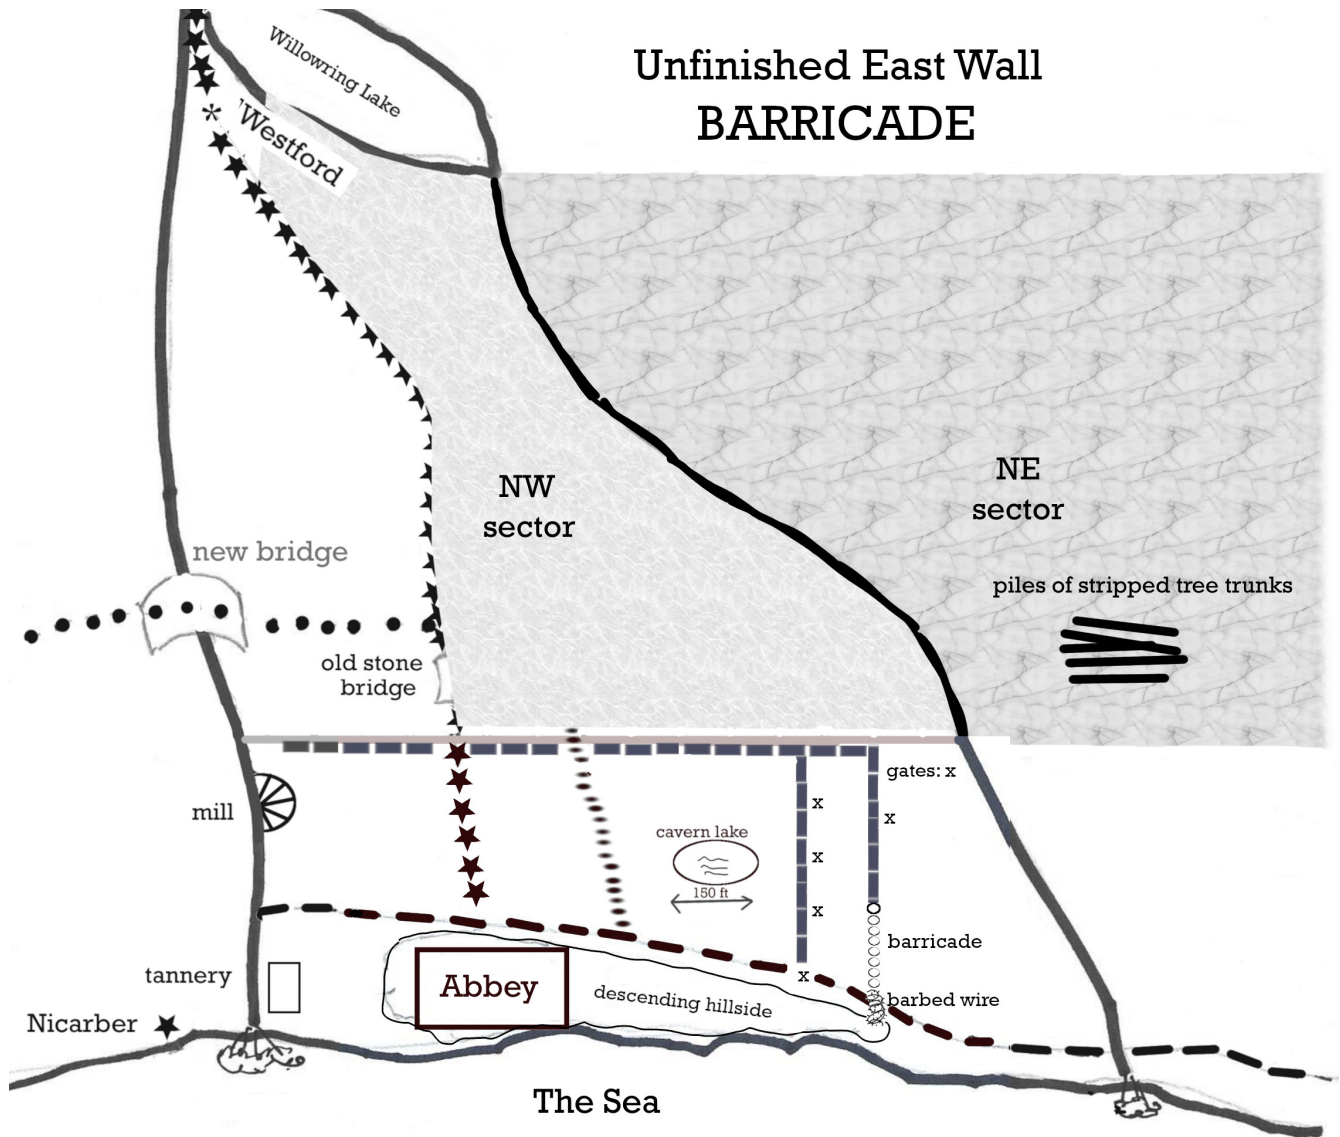 Unfinished East Wall
BARRICADE
Willowring Lake
Westford
NW
sector
NE
sector
new bridge
piles of stripped tree trunks
old stone
bridge
gates: x
mill
x
x
cavern lake
x
150 ft
x
barricade
tannery
x
Abbey
descending hillside
barbed wire
Nicarber
The Sea